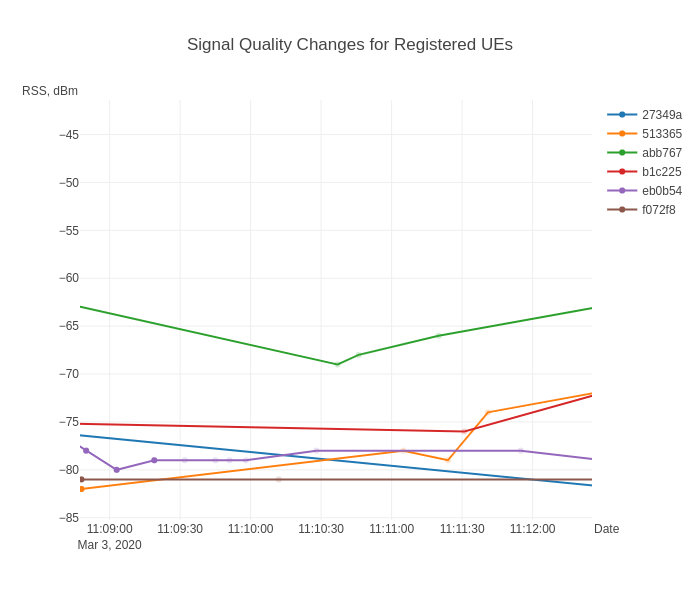 Signal Quality Changes for Registered UEs
RSS, dBm
27349a
513365
abb767
b1c225
eb0b54
f072f8
−45
−50
−55
−60
−65
−70
−75
−80
−85
11:09:00 11:09:30 11:10:00 11:10:30 11:11:00 11:11:30 11:12:00 Date
Mar 3, 2020